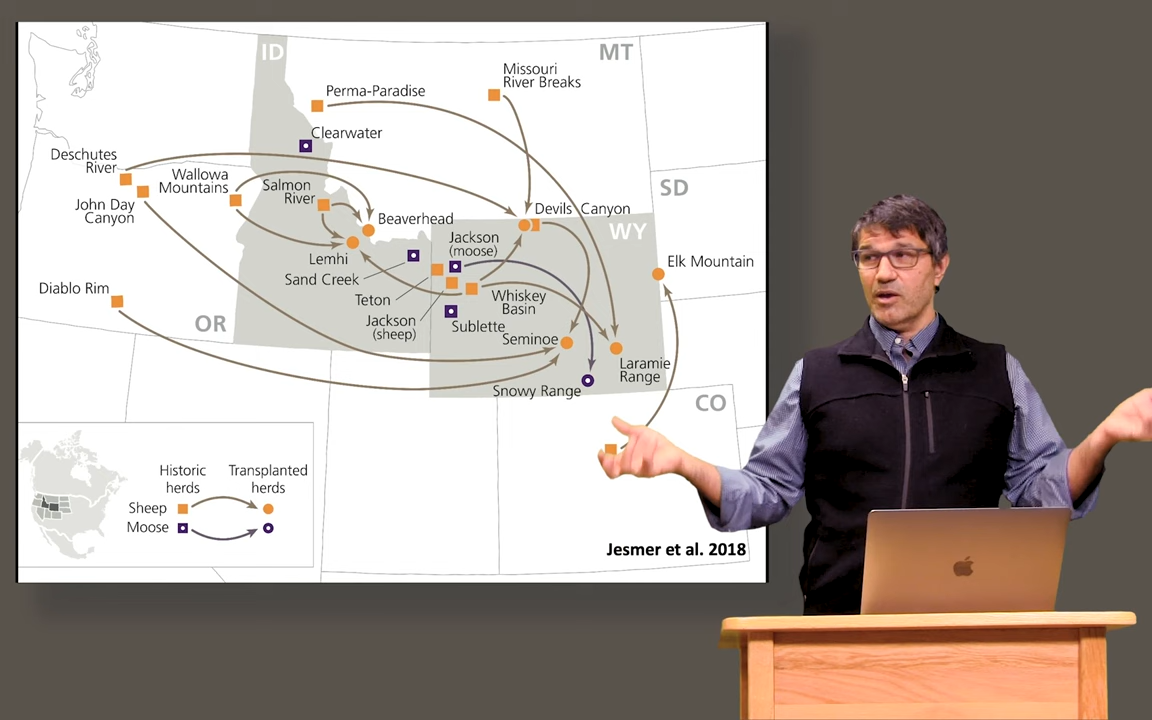 ID
MT
Missouri
River Breaks
Perma-Paradise
Clearwater
Deschutes
River
Wallowa
Mountains
Salmon
River
SD
John Day
Canyon
Devils Canyon
Beaverhead
WY
Jackson
(moose)
Lemhi
Elk Mountain
Sand Creek
Diablo Rim
Teton
Whiskey
Basin
Jackson
(sheep)
OR
Sublette
Seminoe
Laramie
Range
Snowy Range
CO
Historic
herds
Transplanted
herds
Sheep
Moose
Jesmer et al. 2018